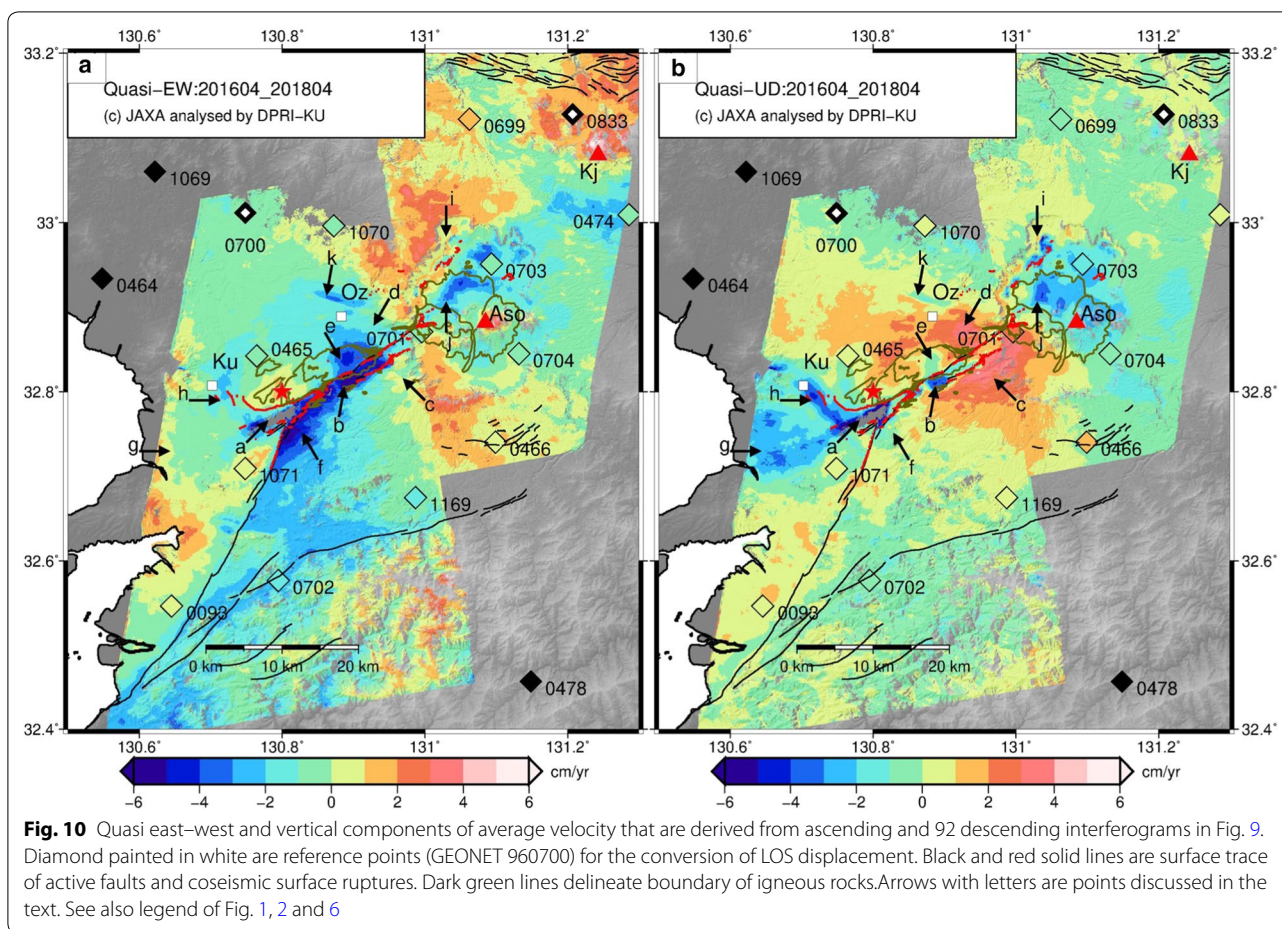 130.6˚ 130.8˚ 131˚ 131.2˚
33.2˚
a
Quasi-EW:201604_201804
(c) JAXA analysed by DPRI-KU
0699
0833
Kj
1069
i
33˚
0700
1070
0474
k
0703
0464
Oz
d
Aso
e
0701
j
Ku
0465
0704
32.8˚
h
c
b
0466
a
g
f
1071
1169
32.6˚
0702
0093
0 km 10 km 20 km
0478
32.4˚
130.6˚ 130.8˚ 131˚ 131.2˚
cm/yr
−6 −4 −2 0 2 4 6
130.6˚ 130.8˚ 131˚ 131.2˚
33.2˚
b
Quasi-UD:201604_201804
(c) JAXA analysed by DPRI-KU
0699
0833
Kj
1069
i
33˚
0700
1070
k
0703
0464
Oz
d
Aso
e
0701
j
Ku
0465
0704
32.8˚
h
c
b
0466
a
g
f
1071
1169
32.6˚
0702
0093
0 km 10 km 20 km
0478
32.4˚
130.6˚ 130.8˚ 131˚ 131.2˚
cm/yr
−6 −4 −2 0 2 4 6
Fig. 10 Quasi east–west and vertical components of average velocity that are derived from ascending and 92 descending interferograms in Fig. 9.
Diamond painted in white are reference points (GEONET 960700) for the conversion of LOS displacement. Black and red solid lines are surface trace
of active faults and coseismic surface ruptures. Dark green lines delineate boundary of igneous rocks.Arrows with letters are points discussed in the
text. See also legend of Fig. 1, 2 and 6